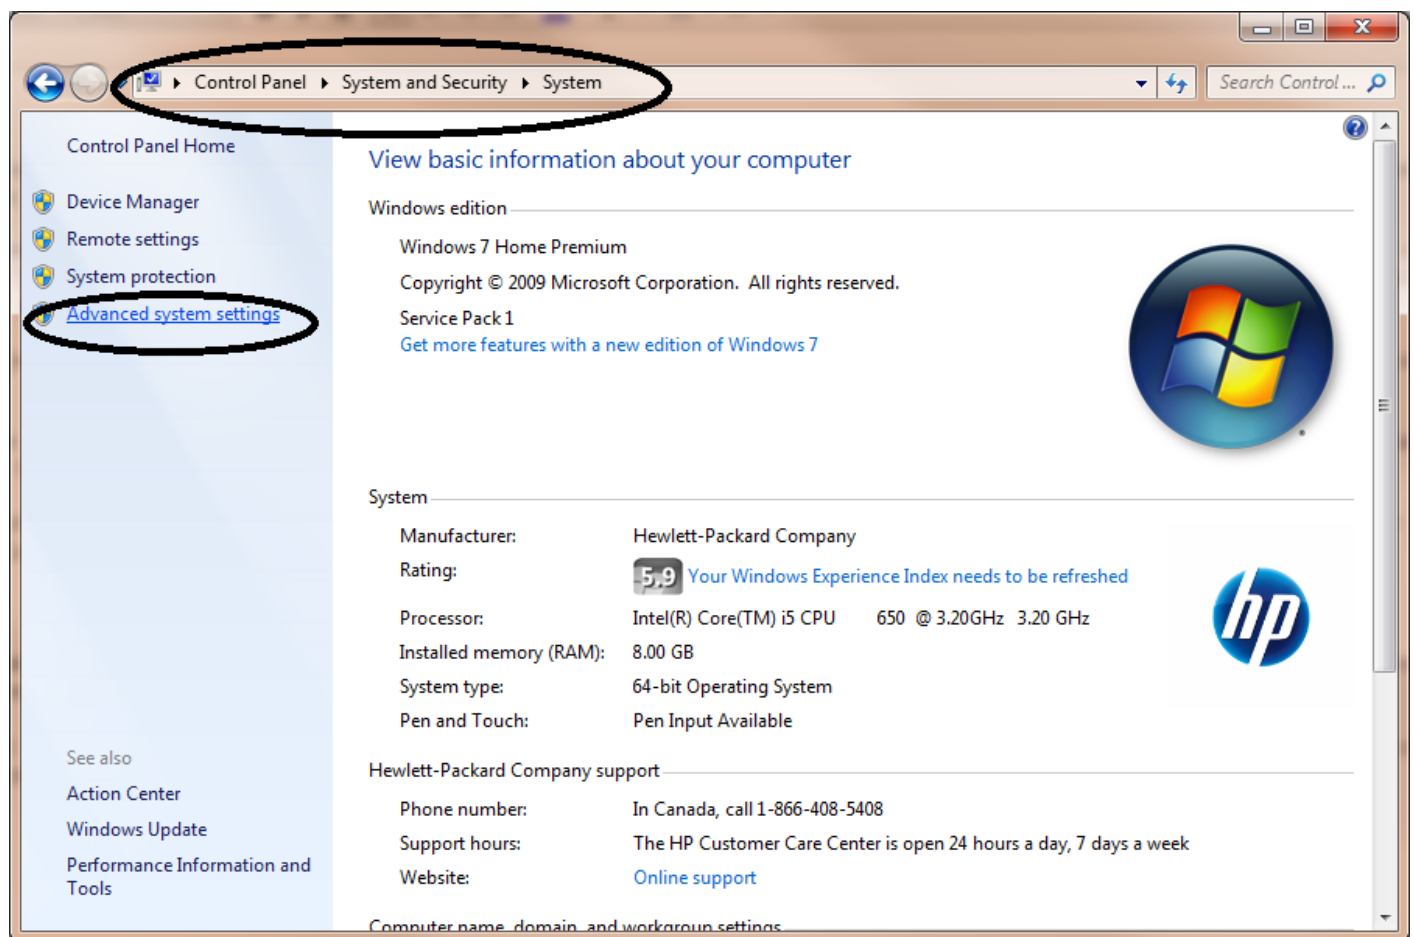 Control Panel ▸ System and Security ▸ System
Search Control ...
Control Panel Home
Device Manager
Remote settings
System protection
Advanced system settings
See also
Action Center
Windows Update
Performance Information and
Tools
View basic information about your computer
Windows edition
Windows 7 Home Premium
Copyright © 2009 Microsoft Corporation. All rights reserved.
Service Pack 1
Get more features with a new edition of Windows 7
System
Manufacturer: Hewlett-Packard Company
Rating: 5.9 Your Windows Experience Index needs to be refreshed
Processor: Intel(R) Core(TM) i5 CPU 650 @ 3.20GHz 3.20 GHz
Installed memory (RAM): 8.00 GB
System type: 64-bit Operating System
Pen and Touch: Pen Input Available
hp
Hewlett-Packard Company support
Phone number: In Canada, call 1-866-408-5408
Support hours: The HP Customer Care Center is open 24 hours a day, 7 days a week
Website: Online support
Computer name, domain, and workgroup settings